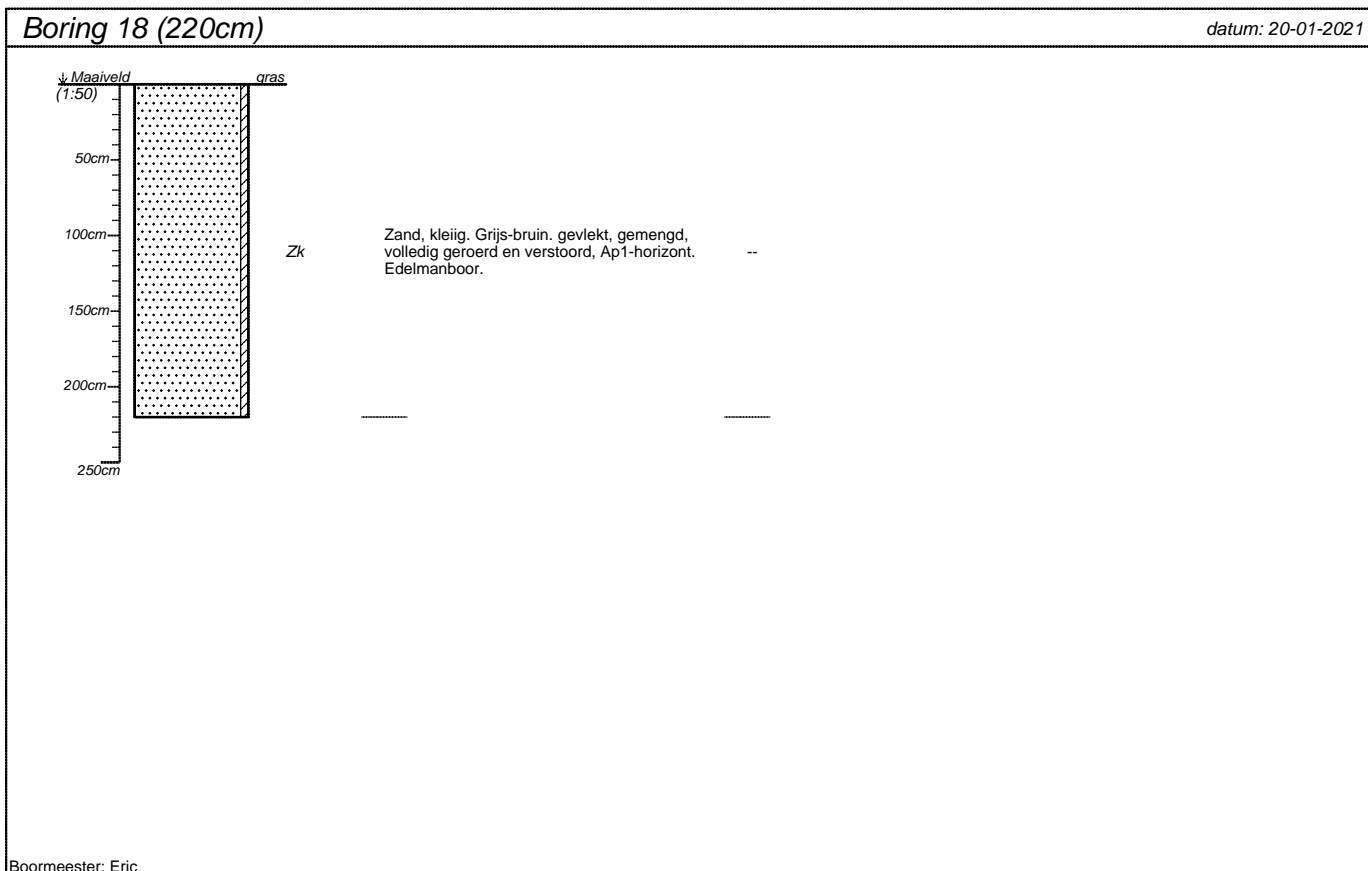 Boring 18 (220cm)
datum: 20-01-2021
Maaiveld
gras
(1:50)
50cm
100cm
150cm
200cm
250cm
Zk
Zand, kleiig. Grijs-bruin. gevlekt, gemengd,
volledig geroerd en verstoord, Ap1-horizont.
Edelmanboor.
--
Boormeester: Eric